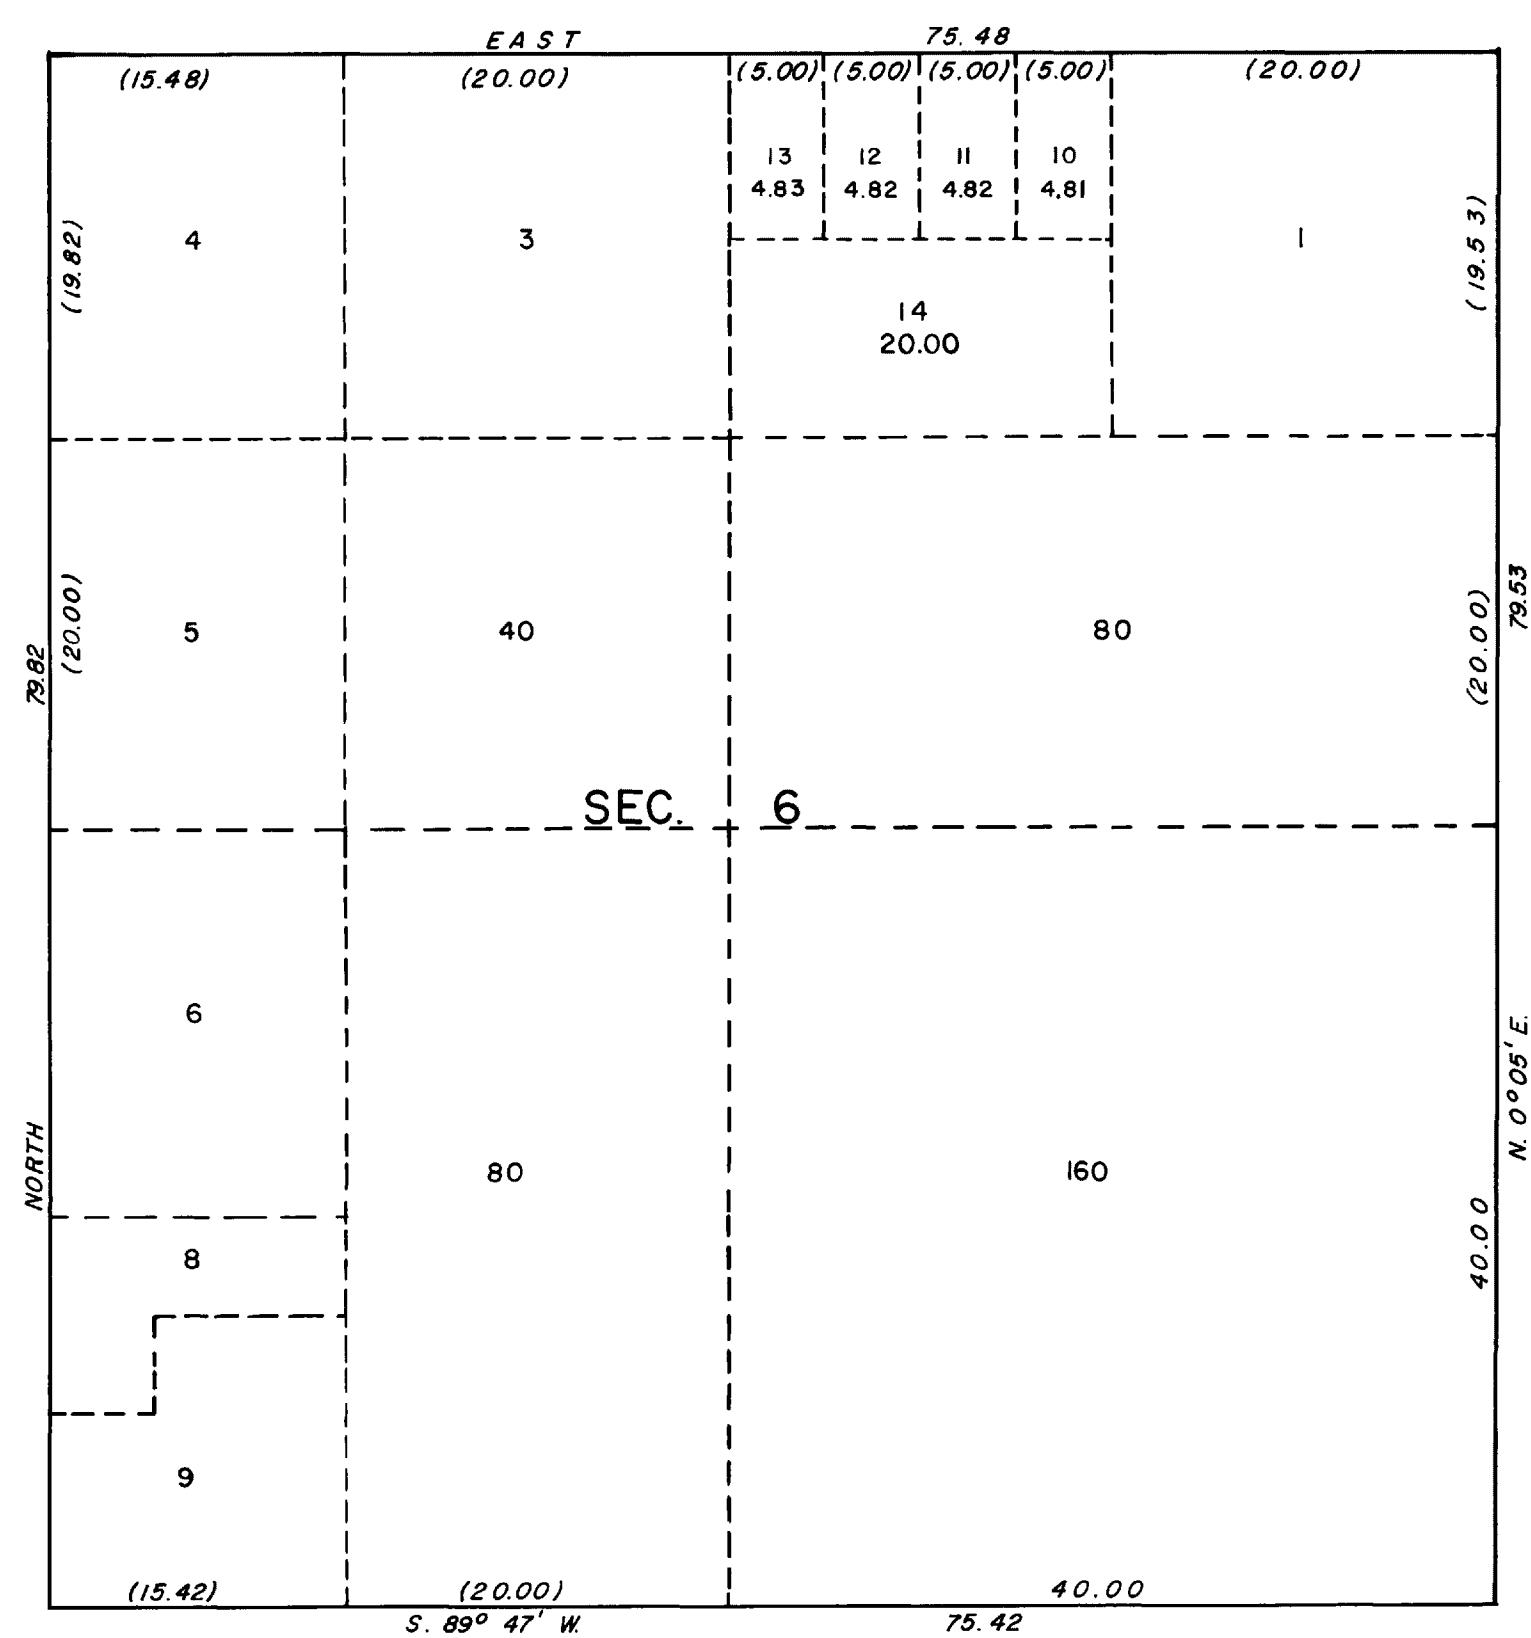 EAST 75.48
(15.48) (20.00) (5.00) (5.00) (5.00) (5.00) (20.00)
13 12 11 10
4.83 4.82 4.82 4.81
(19.82) 4 3 1 (19.53)
14
20.00
79.82 (20.00) 5 40 80 (20.00) 79.53
SEC. 6
6
NORTH 80 160 N. 0° 05' E.
8 40.00
9
(15.42) (20.00) 40.00
S. 89° 47' W. 75.42